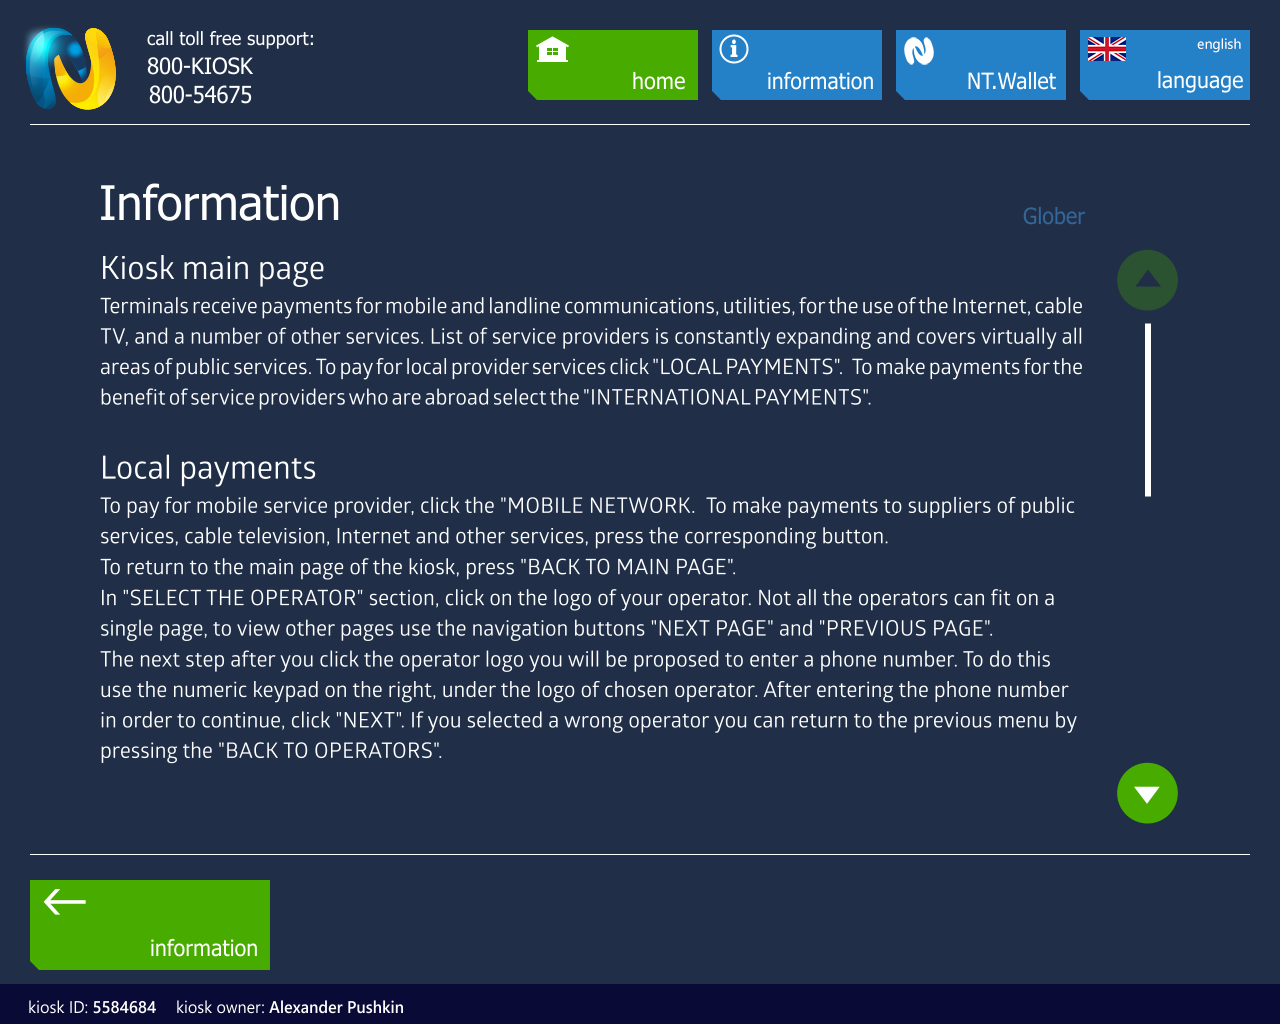 call toll free support:
800-KIOSK
800-54675
home
information
NT.Wallet
english
language
Information
Glober
Kiosk main page
Terminals receive payments for mobile and landline communications, utilities, for the use of the Internet, cable
TV, and a number of other services. List of service providers is constantly expanding and covers virtually all
areas of public services. To pay for local provider services click "LOCAL PAYMENTS".  To make payments for the
benefit of service providers who are abroad select the "INTERNATIONAL PAYMENTS".
Local payments
To pay for mobile service provider, click the "MOBILE NETWORK.  To make payments to suppliers of public
services, cable television, Internet and other services, press the corresponding button.
To return to the main page of the kiosk, press "BACK TO MAIN PAGE".
In "SELECT THE OPERATOR" section, click on the logo of your operator. Not all the operators can fit on a
single page, to view other pages use the navigation buttons "NEXT PAGE" and "PREVIOUS PAGE".
The next step after you click the operator logo you will be proposed to enter a phone number. To do this
use the numeric keypad on the right, under the logo of chosen operator. After entering the phone number
in order to continue, click "NEXT". If you selected a wrong operator you can return to the previous menu by
pressing the "BACK TO OPERATORS".
information
kiosk ID: 5584684 kiosk owner: Alexander Pushkin